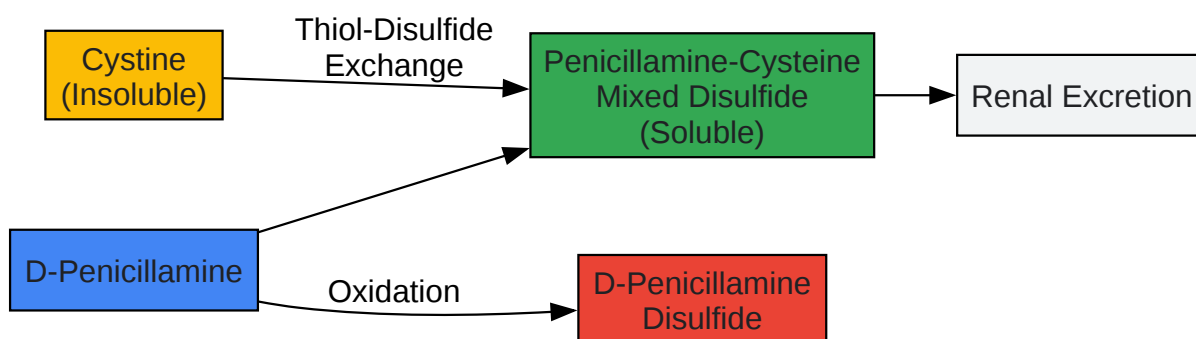 Cystine
(Insoluble)
Thiol-Disulfide
Exchange
Penicillamine-Cysteine
Mixed Disulfide
(Soluble)
Renal Excretion
D-Penicillamine
Oxidation
D-Penicillamine
Disulfide